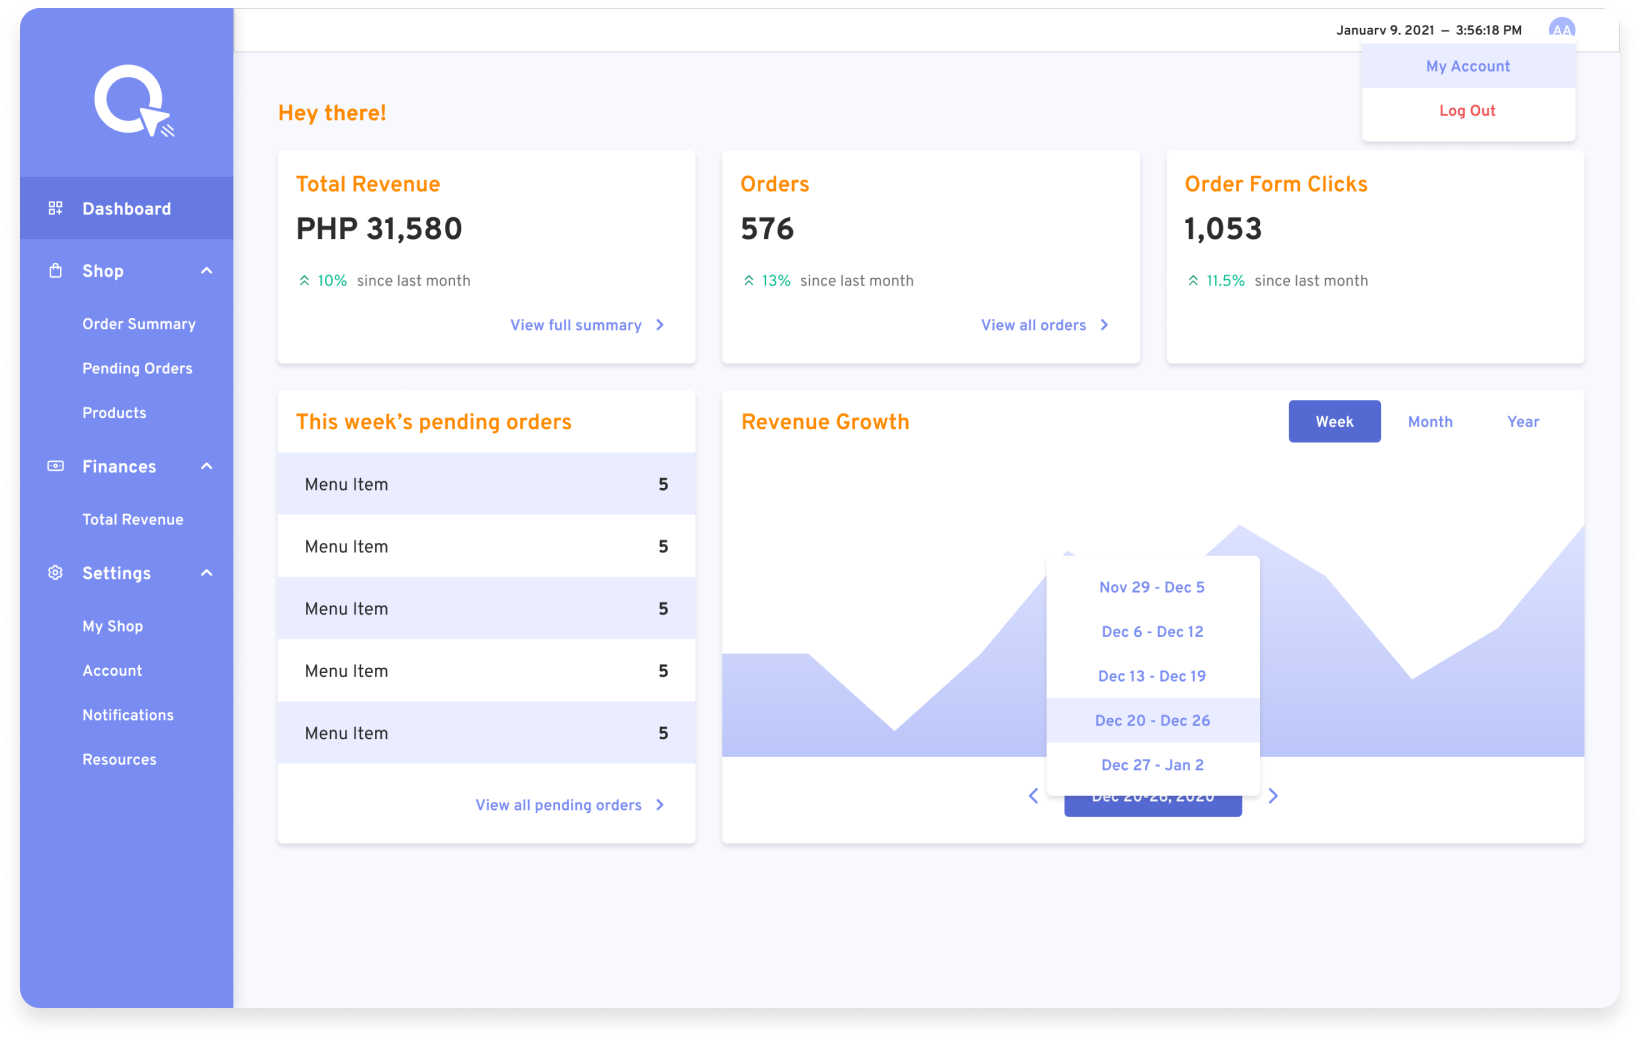 January 9, 2021 – 3:56:18 PM
AA
My Account
Log Out
Dashboard
Shop
Order Summary
Pending Orders
Products
Finances
Total Revenue
Settings
My Shop
Account
Notifications
Resources
Hey there!
Total Revenue
PHP 31,580
10% since last month
View full summary
Orders
576
13% since last month
View all orders
Order Form Clicks
1,053
11.5% since last month
This week’s pending orders
Menu Item 5
Menu Item 5
Menu Item 5
Menu Item 5
Menu Item 5
View all pending orders
Revenue Growth
Week Month Year
Nov 29 - Dec 5
Dec 6 - Dec 12
Dec 13 - Dec 19
Dec 20 - Dec 26
Dec 27 - Jan 2